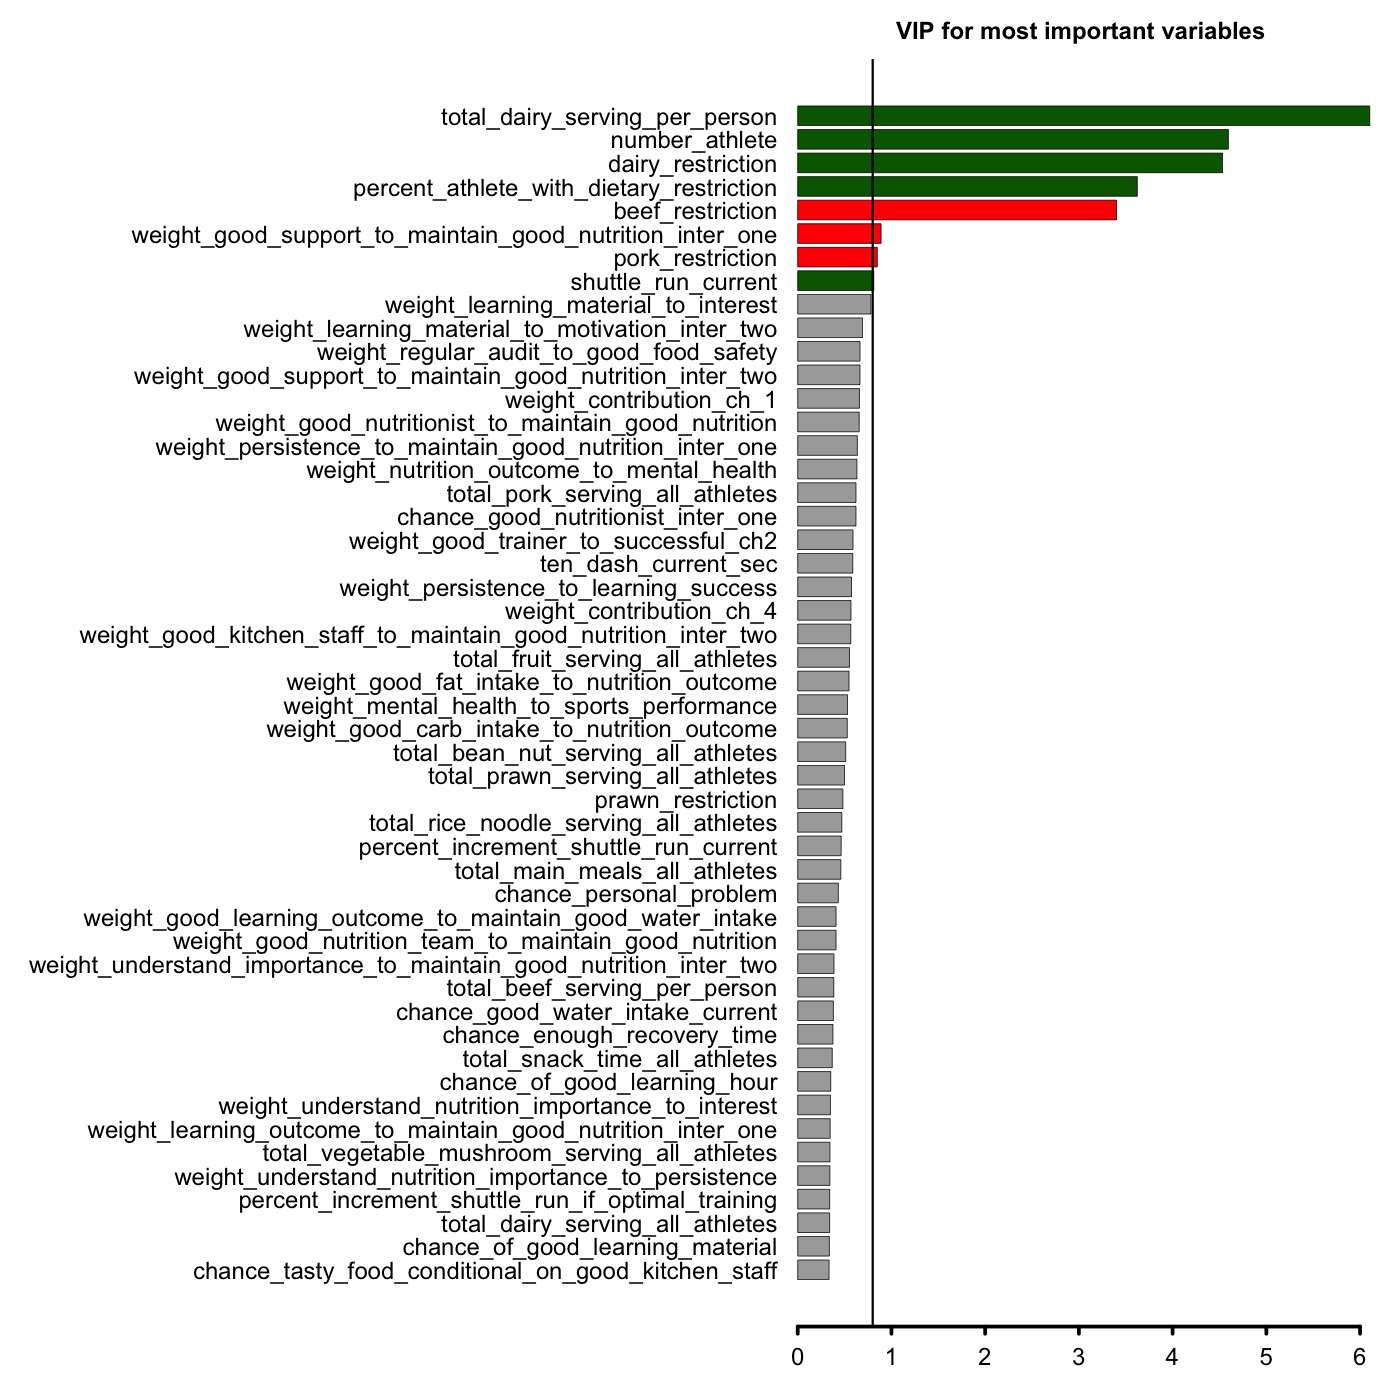 VIP for most important variables
total_dairy_serving_per_person
number_athlete
dairy_restriction
percent_athlete_with_dietary_restriction
beef_restriction
weight_good_support_to_maintain_good_nutrition_inter_one
pork_restriction
shuttle_run_current
weight_learning_material_to_interest
weight_learning_material_to_motivation_inter_two
weight_regular_audit_to_good_food_safety
weight_good_support_to_maintain_good_nutrition_inter_two
weight_contribution_ch_1
weight_good_nutritionist_to_maintain_good_nutrition
weight_persistence_to_maintain_good_nutrition_inter_one
weight_nutrition_outcome_to_mental_health
total_pork_serving_all_athletes
chance_good_nutritionist_inter_one
weight_good_trainer_to_successful_ch2
ten_dash_current_sec
weight_persistence_to_learning_success
weight_contribution_ch_4
weight_good_kitchen_staff_to_maintain_good_nutrition_inter_two
total_fruit_serving_all_athletes
weight_good_fat_intake_to_nutrition_outcome
weight_mental_health_to_sports_performance
weight_good_carb_intake_to_nutrition_outcome
total_bean_nut_serving_all_athletes
total_prawn_serving_all_athletes
prawn_restriction
total_rice_noodle_serving_all_athletes
percent_increment_shuttle_run_current
total_main_meals_all_athletes
chance_personal_problem
weight_good_learning_outcome_to_maintain_good_water_intake
weight_good_nutrition_team_to_maintain_good_nutrition
weight_understand_importance_to_maintain_good_nutrition_inter_two
total_beef_serving_per_person
chance_good_water_intake_current
chance_enough_recovery_time
total_snack_time_all_athletes
chance_of_good_learning_hour
weight_understand_nutrition_importance_to_interest
weight_learning_outcome_to_maintain_good_nutrition_inter_one
total_vegetable_mushroom_serving_all_athletes
weight_understand_nutrition_importance_to_persistence
percent_increment_shuttle_run_if_optimal_training
total_dairy_serving_all_athletes
chance_of_good_learning_material
chance_tasty_food_conditional_on_good_kitchen_staff
0 1 2 3 4 5 6